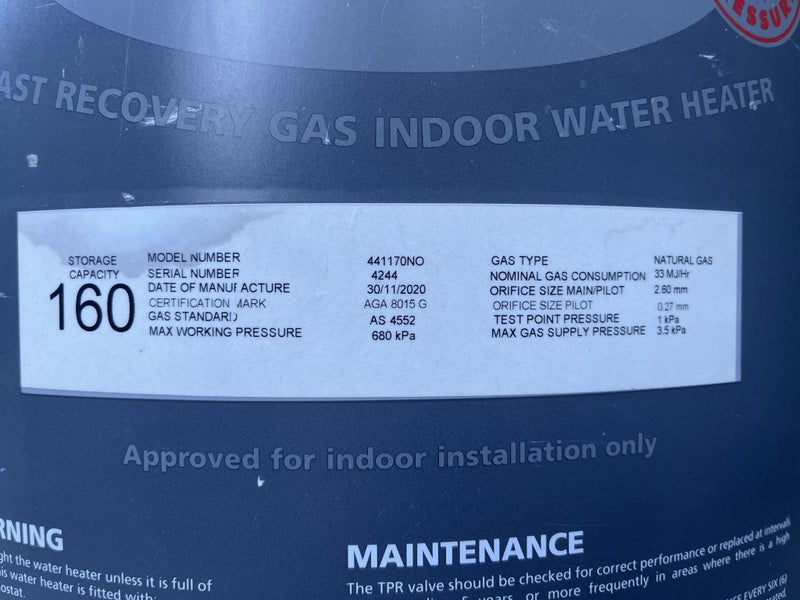 PRESSURE
AST RECOVERY GAS INDOOR WATER HEATER
STORAGE
CAPACITY
160
MODEL NUMBER 441170NO
SERIAL NUMBER 4244
DATE OF MANUFACTURE 30/11/2020
CERTIFICATION MARK AGA 8015 G
GAS STANDARD AS 4552
MAX WORKING PRESSURE 680 kPa
GAS TYPE NATURAL GAS
NOMINAL GAS CONSUMPTION 33 MJ/Hr
ORIFICE SIZE MAIN/PILOT 2.60 mm
ORIFICE SIZE PILOT 0.27 mm
TEST POINT PRESSURE 1 kPa
MAX GAS SUPPLY PRESSURE 3.5 kPa
Approved for indoor installation only
RNING
ght the water heater unless it is full of
is water heater is fitted with
ostat.
MAINTENANCE
The TPR valve should be checked for correct performance or replaced at intervals
5 years, or more frequently in areas where there is a high
EVERY SIX (6)